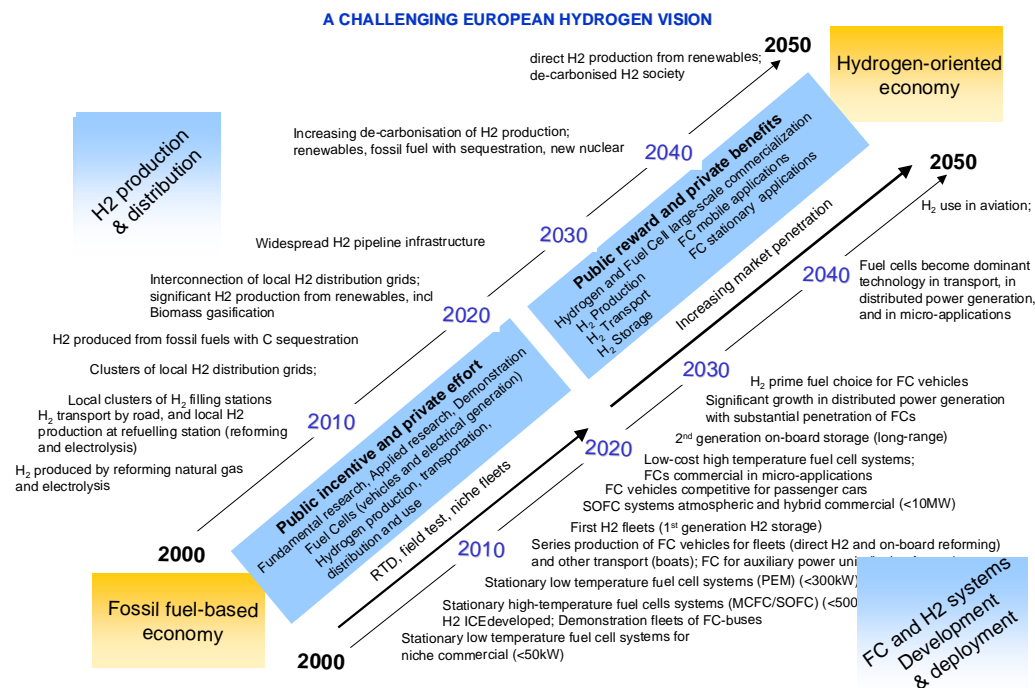 A CHALLENGING EUROPEAN HYDROGEN VISION
2050
direct H2 production from renewables;
de-carbonised H2 society
Hydrogen-oriented
economy
H2 production
& distribution
Increasing de-carbonisation of H2 production;
renewables, fossil fuel with sequestration, new nuclear
2040
Widespread H2 pipeline infrastructure
2030
Interconnection of local H2 distribution grids;
significant H2 production from renewables, incl
Biomass gasification
2020
H2 produced from fossil fuels with C sequestration
Clusters of local H2 distribution grids;
Local clusters of H2 filling stations
H2 transport by road, and local H2
production at refuelling station (reforming
and electrolysis)
2010
H2 produced by reforming natural gas
and electrolysis
2000
Fossil fuel-based
economy
Public reward and private benefits
Hydrogen and Fuel Cell large-scale commercialization
H2 Production
FC mobile applications
H2 Transport
FC stationary applications
H2 Storage
Public incentive and private effort
Fundamental research, Applied research, Demonstration
Fuel Cells (vehicles and electrical generation)
Hydrogen production, transportation,
distribution and use
Increasing market penetration
RTD, field test, niche fleets
2050
H2 use in aviation;
2040
Fuel cells become dominant
technology in transport, in
distributed power generation,
and in micro-applications
2030
H2 prime fuel choice for FC vehicles
Significant growth in distributed power generation
with substantial penetration of FCs
2nd generation on-board storage (long-range)
2020
Low-cost high temperature fuel cell systems;
FCs commercial in micro-applications
FC vehicles competitive for passenger cars
SOFC systems atmospheric and hybrid commercial (<10MW)
First H2 fleets (1st generation H2 storage)
2010
Series production of FC vehicles for fleets (direct H2 and on-board reforming)
and other transport (boats); FC for auxiliary power
Stationary low temperature fuel cell systems (PEM) (<300kW)
Stationary high-temperature fuel cells systems (MCFC/SOFC) (<500
H2 ICE developed; Demonstration fleets of FC-buses
Stationary low temperature fuel cell systems for
niche commercial (<50kW)
2000
FC and H2 systems
Development
& deployment